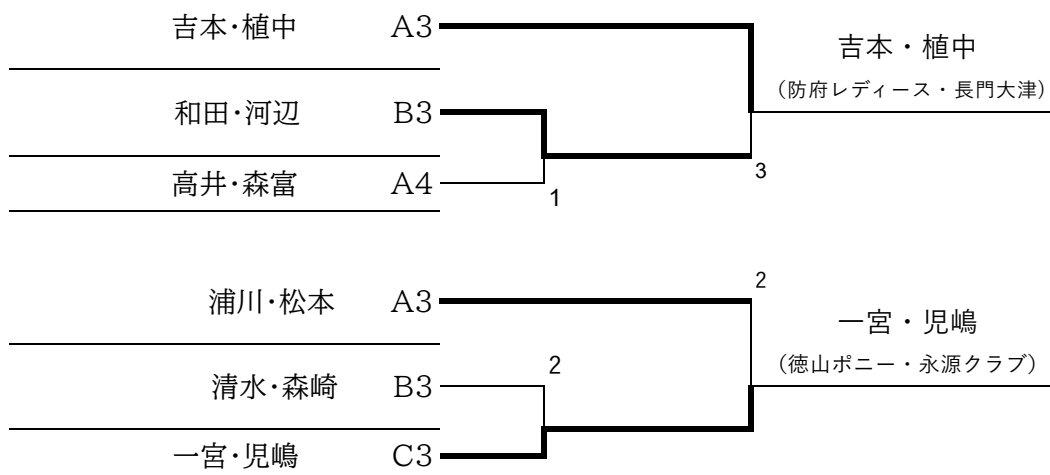 吉本・植中 A3
吉本・植中
(防府レディース・長門大津)
和田・河辺 B3
高井・森富 A4
1
3
浦川・松本 A3
2
一宮・児嶋
(徳山ポニー・永源クラブ)
2
清水・森崎 B3
一宮・児嶋 C3